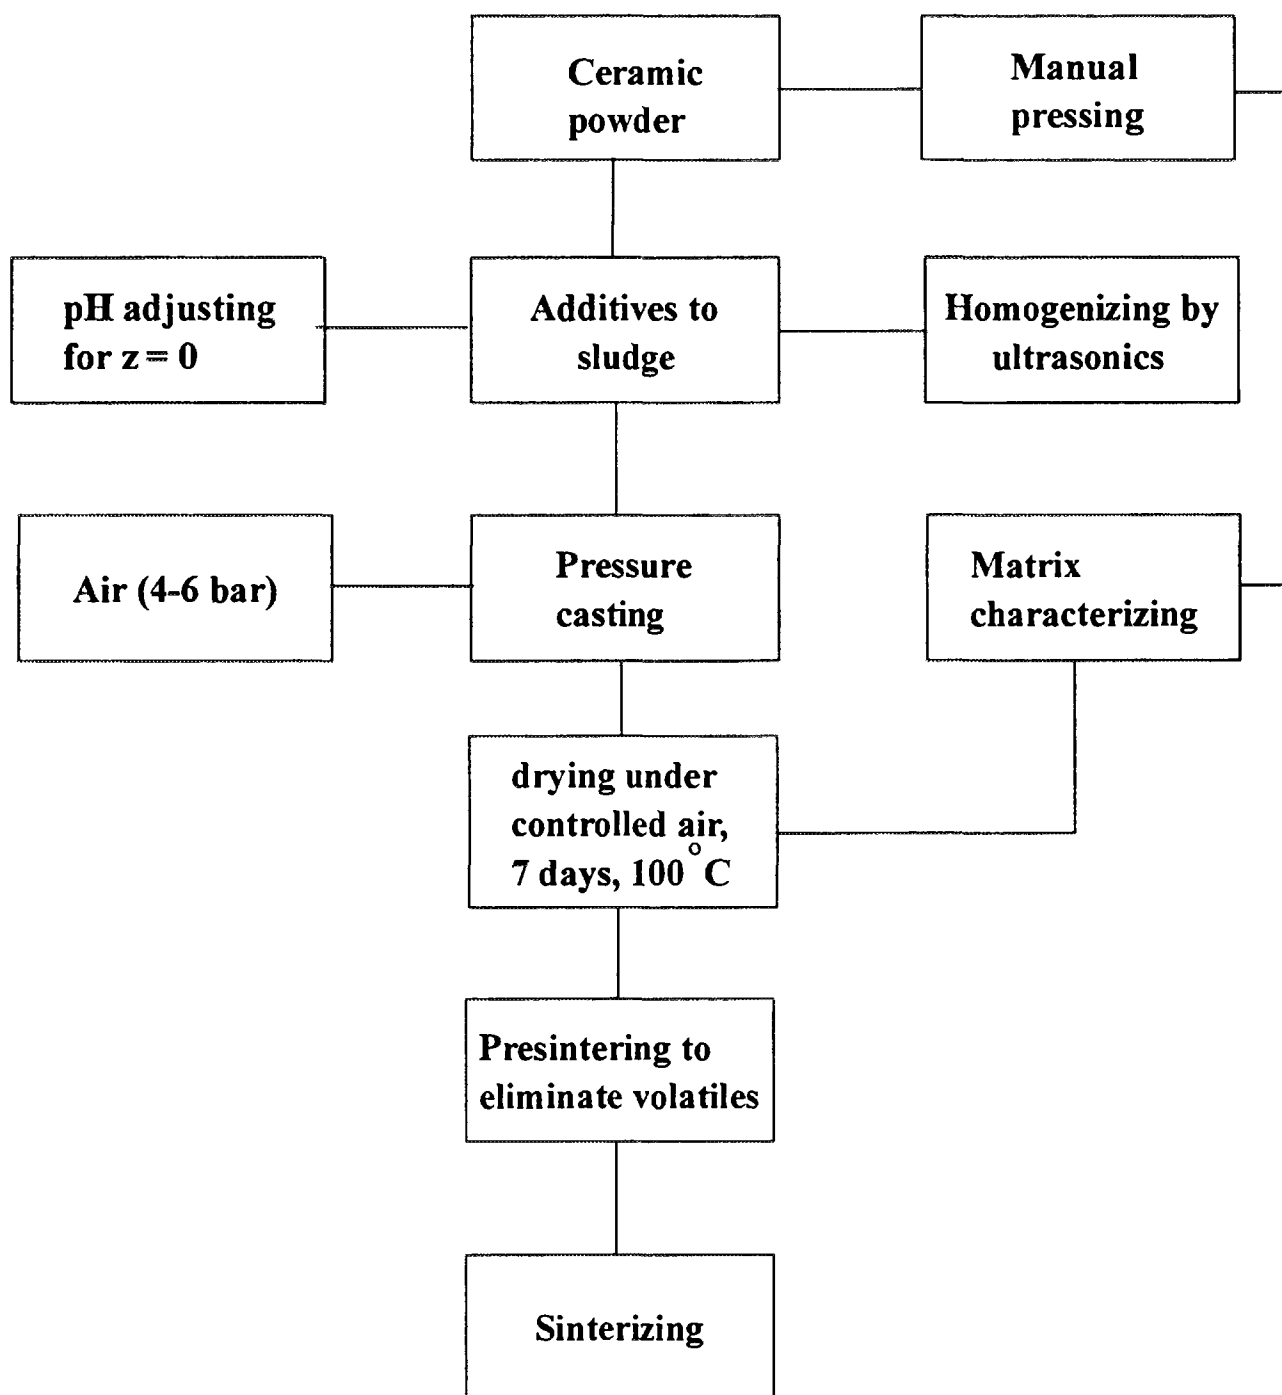 Ceramic
powder
Manual
pressing
pH adjusting
for z = 0
Additives to
sludge
Homogenizing by
ultrasonics
Air (4-6 bar)
Pressure
casting
Matrix
characterizing
drying under
controlled air,
7 days, 100°C
Presintering to
eliminate volatiles
Sinterizing